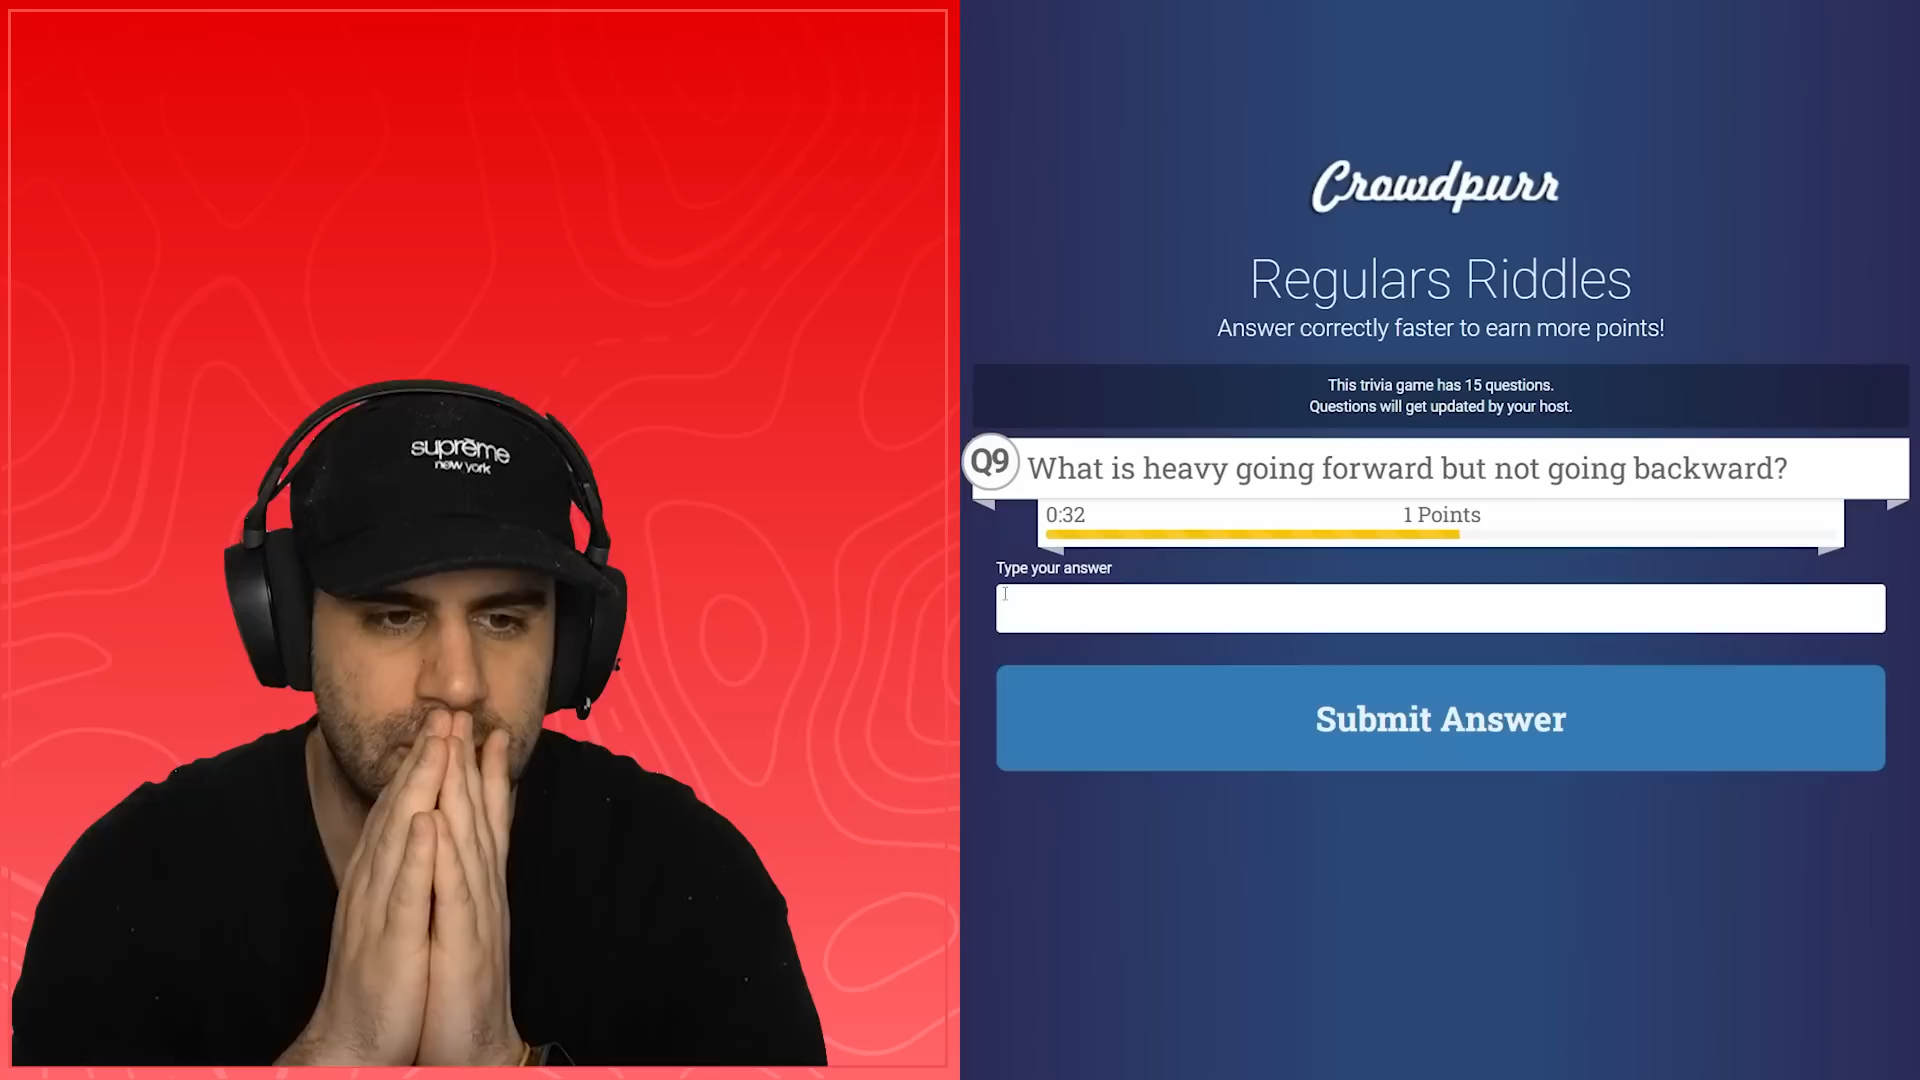 suprēme
new york
Crowdpurr
Regulars Riddles
Answer correctly faster to earn more points!
This trivia game has 15 questions.
Questions will get updated by your host.
Q9 What is heavy going forward but not going backward?
0:32 1 Points
Type your answer
Submit Answer